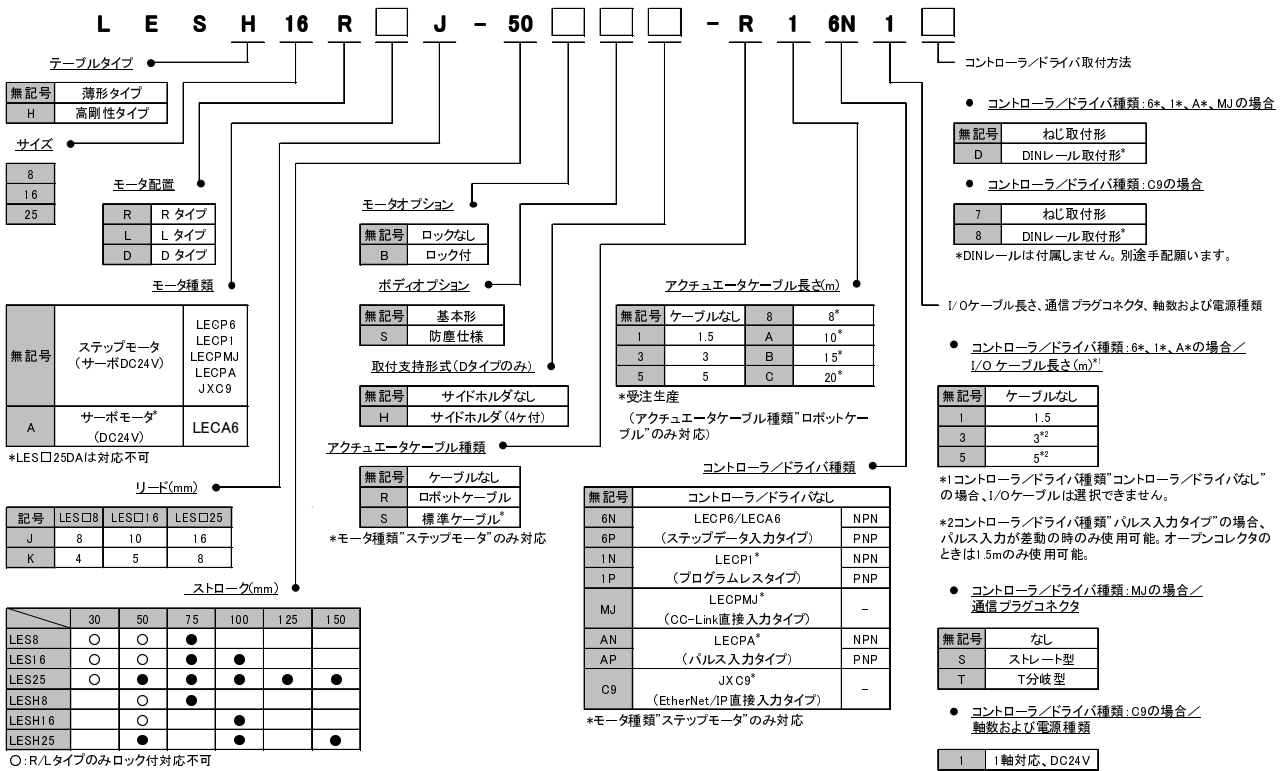 L E S H 16 R □ J - 50 □ □ □ - R 1 6N 1 □
テーブルタイプ
無記号 薄形タイプ
H 高剛性タイプ
サイズ
8
16
25
モータ配置
R R タイプ
L L タイプ
D D タイプ
モータ種類
無記号 ステップモータ (サーボDC24V) LECP6 LECP1 LECPMJ LECPA JXC9
A サーボモータ* (DC24V) LECA6
*LES□25DAは対応不可
リード(mm)
記号 LES□8 LES□16 LES□25
J 8 10 16
K 4 5 8
ストローク(mm)
30 50 75 100 125 150
LES8 ○ ○ ●
LES16 ○ ○ ● ●
LES25 ○ ● ● ● ● ●
LESH8 ○ ●
LESH16 ○ ●
LESH25 ● ● ●
○:R/Lタイプのみロック付対応不可
モータオプション
無記号 ロックなし
B ロック付
ボディオプション
無記号 基本形
S 防塵仕様
取付支持形式(Dタイプのみ)
無記号 サイドホルダなし
H サイドホルダ(4ケ付)
アクチュエータケーブル種類
無記号 ケーブルなし
R ロボットケーブル
S 標準ケーブル*
*モータ種類"ステップモータ"のみ対応
アクチュエータケーブル長さ(m)
無記号 ケーブルなし 8 8*
1 1.5 A 10*
3 3 B 15*
5 5 C 20*
*受注生産
(アクチュエータケーブル種類"ロボットケー
ブル"のみ対応)
コントローラ/ドライバ種類
無記号 コントローラ/ドライバなし
6N LECP6/LECA6 NPN
6P (ステップデータ入力タイプ) PNP
1N LECP1* NPN
1P (プログラムレスタイプ) PNP
MJ LECPMJ* (CC-Link直接入力タイプ) -
AN LECPA* NPN
AP (パルス入力タイプ) PNP
C9 JXC9* (EtherNet/IP直接入力タイプ) -
*モータ種類"ステップモータ"のみ対応
コントローラ/ドライバ取付方法
● コントローラ/ドライバ種類:6*、1*、A*、MJの場合
無記号 ねじ取付形
D DINレール取付形*
● コントローラ/ドライバ種類:C9の場合
7 ねじ取付形
8 DINレール取付形*
*DINレールは付属しません。別途手配願います。
I/Oケーブル長さ、通信プラグコネクタ、軸数および電源種類
● コントローラ/ドライバ種類:6*、1*、A*の場合/
I/O ケーブル長さ(m)*1
無記号 ケーブルなし
1 1.5
3 3*2
5 5*2
*1コントローラ/ドライバ種類"コントローラ/ドライバなし"
の場合、I/Oケーブルは選択できません。
*2コントローラ/ドライバ種類"パルス入力タイプ"の場合、
パルス入力が差動の時のみ使用可能。オープンコレクタの
ときは1.5mのみ使用可能。
● コントローラ/ドライバ種類:MJの場合/
通信プラグコネクタ
無記号 なし
S ストレート型
T T分岐型
● コントローラ/ドライバ種類:C9の場合/
軸数および電源種類
1 1軸対応、DC24V